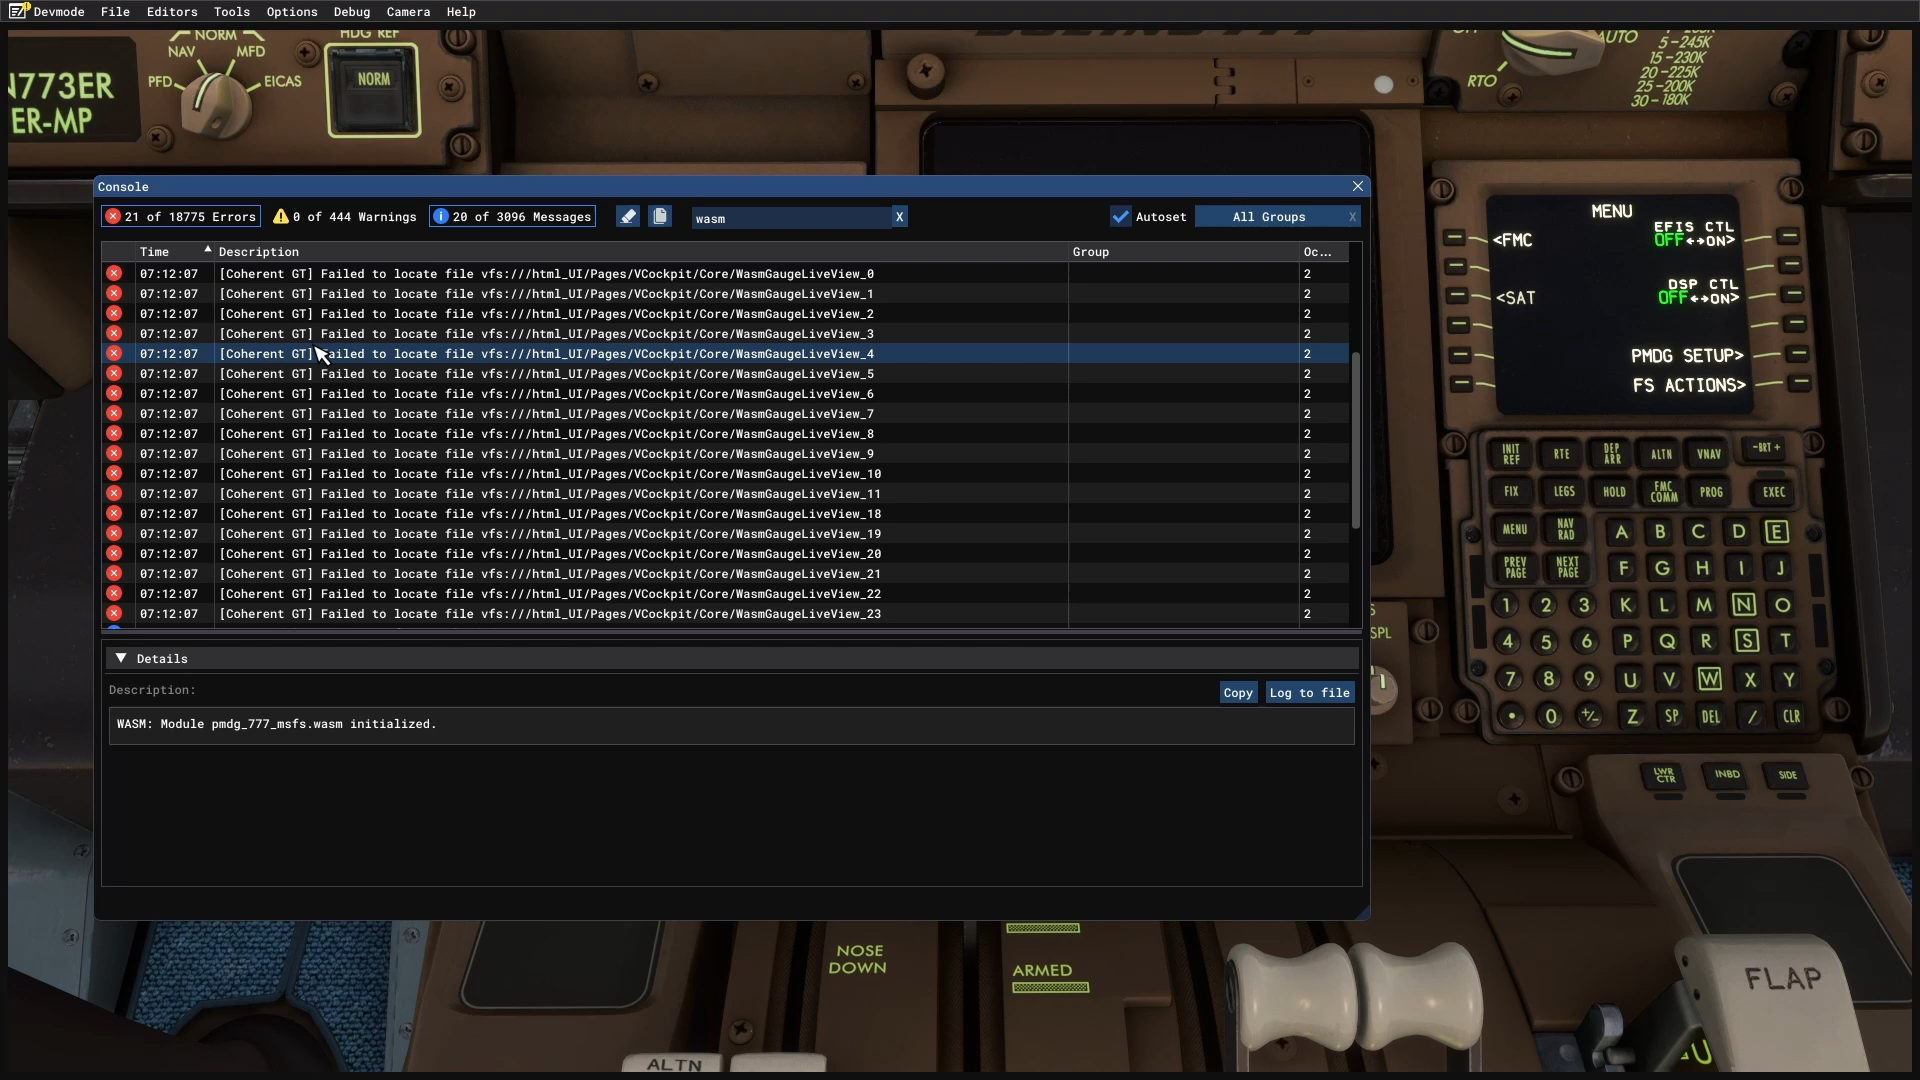 Devmode File Editors Tools Options Debug Camera Help
NORM
NAV MFD
PFD EICAS
HDG REF
NORM
N773ER
ER-MP
AUTO
RTO
5-245K
15-230K
20-225K
25-200K
30-180K
Console
21 of 18775 Errors 0 of 444 Warnings 20 of 3096 Messages wasm X Autoset All Groups X
Time Description Group Oc...
07:12:07 [Coherent GT] Failed to locate file vfs:///html_UI/Pages/VCockpit/Core/WasmGaugeLiveView_0 2
07:12:07 [Coherent GT] Failed to locate file vfs:///html_UI/Pages/VCockpit/Core/WasmGaugeLiveView_1 2
07:12:07 [Coherent GT] Failed to locate file vfs:///html_UI/Pages/VCockpit/Core/WasmGaugeLiveView_2 2
07:12:07 [Coherent GT] Failed to locate file vfs:///html_UI/Pages/VCockpit/Core/WasmGaugeLiveView_3 2
07:12:07 [Coherent GT] Failed to locate file vfs:///html_UI/Pages/VCockpit/Core/WasmGaugeLiveView_4 2
07:12:07 [Coherent GT] Failed to locate file vfs:///html_UI/Pages/VCockpit/Core/WasmGaugeLiveView_5 2
07:12:07 [Coherent GT] Failed to locate file vfs:///html_UI/Pages/VCockpit/Core/WasmGaugeLiveView_6 2
07:12:07 [Coherent GT] Failed to locate file vfs:///html_UI/Pages/VCockpit/Core/WasmGaugeLiveView_7 2
07:12:07 [Coherent GT] Failed to locate file vfs:///html_UI/Pages/VCockpit/Core/WasmGaugeLiveView_8 2
07:12:07 [Coherent GT] Failed to locate file vfs:///html_UI/Pages/VCockpit/Core/WasmGaugeLiveView_9 2
07:12:07 [Coherent GT] Failed to locate file vfs:///html_UI/Pages/VCockpit/Core/WasmGaugeLiveView_10 2
07:12:07 [Coherent GT] Failed to locate file vfs:///html_UI/Pages/VCockpit/Core/WasmGaugeLiveView_11 2
07:12:07 [Coherent GT] Failed to locate file vfs:///html_UI/Pages/VCockpit/Core/WasmGaugeLiveView_18 2
07:12:07 [Coherent GT] Failed to locate file vfs:///html_UI/Pages/VCockpit/Core/WasmGaugeLiveView_19 2
07:12:07 [Coherent GT] Failed to locate file vfs:///html_UI/Pages/VCockpit/Core/WasmGaugeLiveView_20 2
07:12:07 [Coherent GT] Failed to locate file vfs:///html_UI/Pages/VCockpit/Core/WasmGaugeLiveView_21 2
07:12:07 [Coherent GT] Failed to locate file vfs:///html_UI/Pages/VCockpit/Core/WasmGaugeLiveView_22 2
07:12:07 [Coherent GT] Failed to locate file vfs:///html_UI/Pages/VCockpit/Core/WasmGaugeLiveView_23 2
Details
Description: Copy Log to file
WASM: Module pmdg_777_msfs.wasm initialized.
MENU
EFIS CTL
<FMC OFF↔ON>
DSP CTL
<SAT OFF↔ON>
PMDG SETUP>
FS ACTIONS>
INIT REF RTE DEP ARR ALTN VNAV -BRT+
FIX LEGS HOLD FMC COMM PROG EXEC
MENU NAV RAD A B C D E
PREV PAGE NEXT PAGE F G H I J
1 2 3 K L M N O
4 5 6 P Q R S T
7 8 9 U V W X Y
. 0 +/- Z SP DEL / CLR
LWR CTR INBD SIDE
NOSE
DOWN
ARMED
ALTN
FLAP